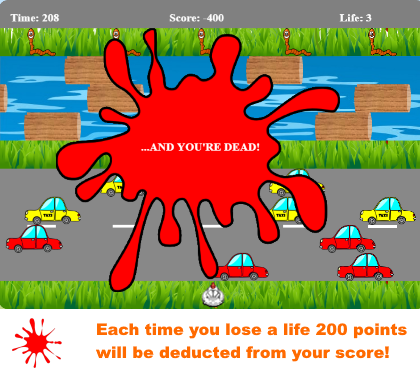 Time: 208 Score: -400 Life: 3
...AND YOU'RE DEAD!
TAXI
TAXI
TAXI
TAXI
Each time you lose a life 200 points
will be deducted from your score!